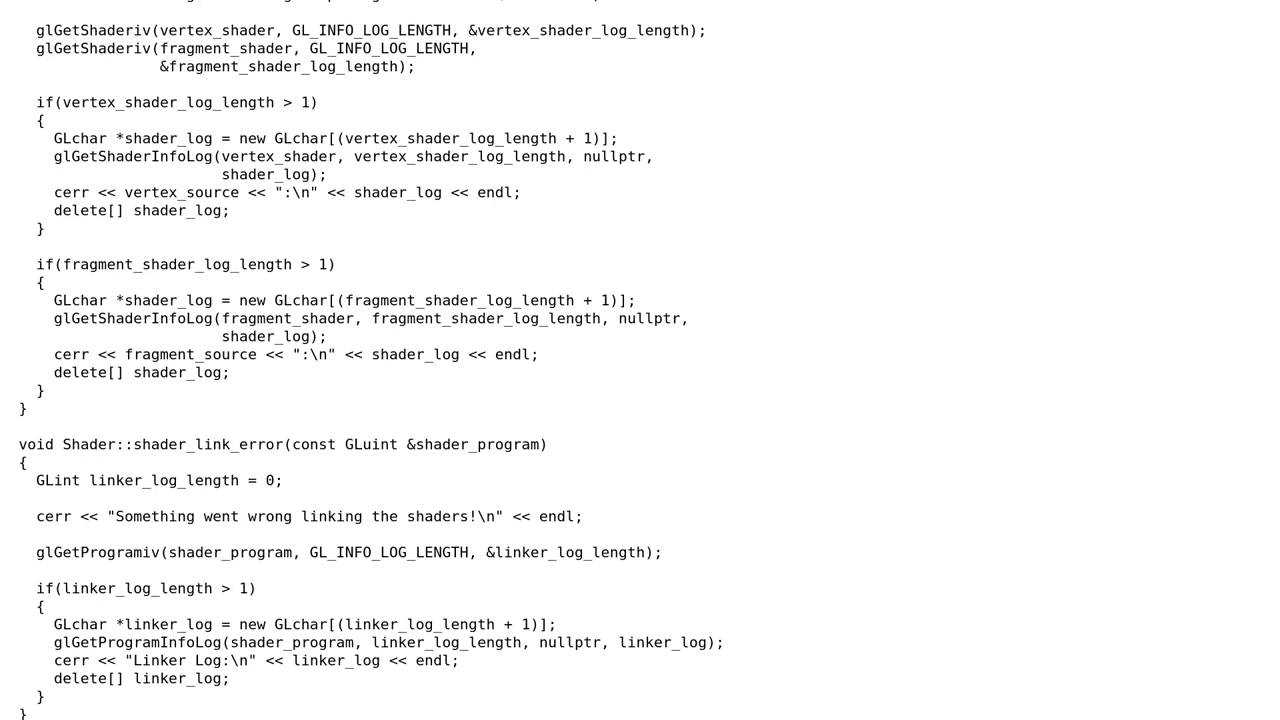 glGetShaderiv(vertex_shader, GL_INFO_LOG_LENGTH, &vertex_shader_log_length);
glGetShaderiv(fragment_shader, GL_INFO_LOG_LENGTH,
&fragment_shader_log_length);
if(vertex_shader_log_length > 1)
{
GLchar *shader_log = new GLchar[(vertex_shader_log_length + 1)];
glGetShaderInfoLog(vertex_shader, vertex_shader_log_length, nullptr,
shader_log);
cerr << vertex_source << ":\n" << shader_log << endl;
delete[] shader_log;
}
if(fragment_shader_log_length > 1)
{
GLchar *shader_log = new GLchar[(fragment_shader_log_length + 1)];
glGetShaderInfoLog(fragment_shader, fragment_shader_log_length, nullptr,
shader_log);
cerr << fragment_source << ":\n" << shader_log << endl;
delete[] shader_log;
}
}
void Shader::shader_link_error(const GLuint &shader_program)
{
GLint linker_log_length = 0;
cerr << "Something went wrong linking the shaders!\n" << endl;
glGetProgramiv(shader_program, GL_INFO_LOG_LENGTH, &linker_log_length);
if(linker_log_length > 1)
{
GLchar *linker_log = new GLchar[(linker_log_length + 1)];
glGetProgramInfoLog(shader_program, linker_log_length, nullptr, linker_log);
cerr << "Linker Log:\n" << linker_log << endl;
delete[] linker_log;
}
}